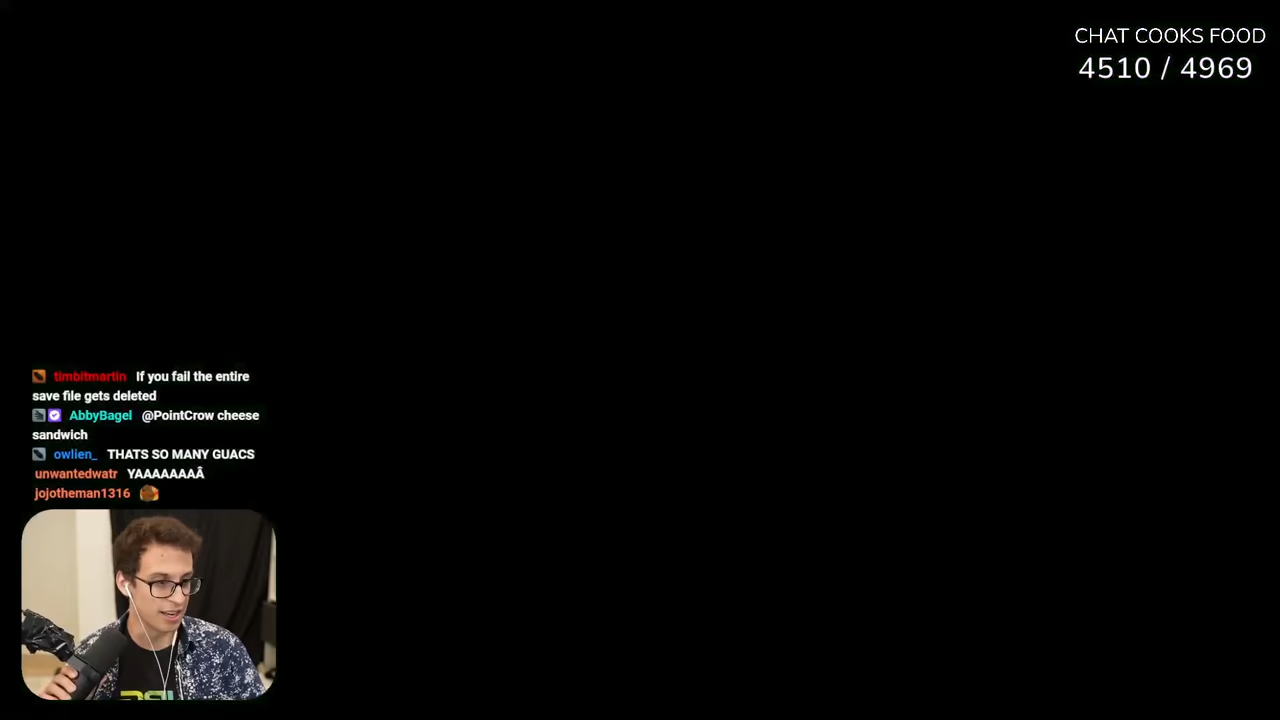 CHAT COOKS FOOD
4510 / 4969
timbitmartin If you fail the entire
save file gets deleted
AbbyBagel @PointCrow cheese
sandwich
owlien_ THATS SO MANY GUACS
unwantedwatr YAAAAAAAÂ
jojotheman1316